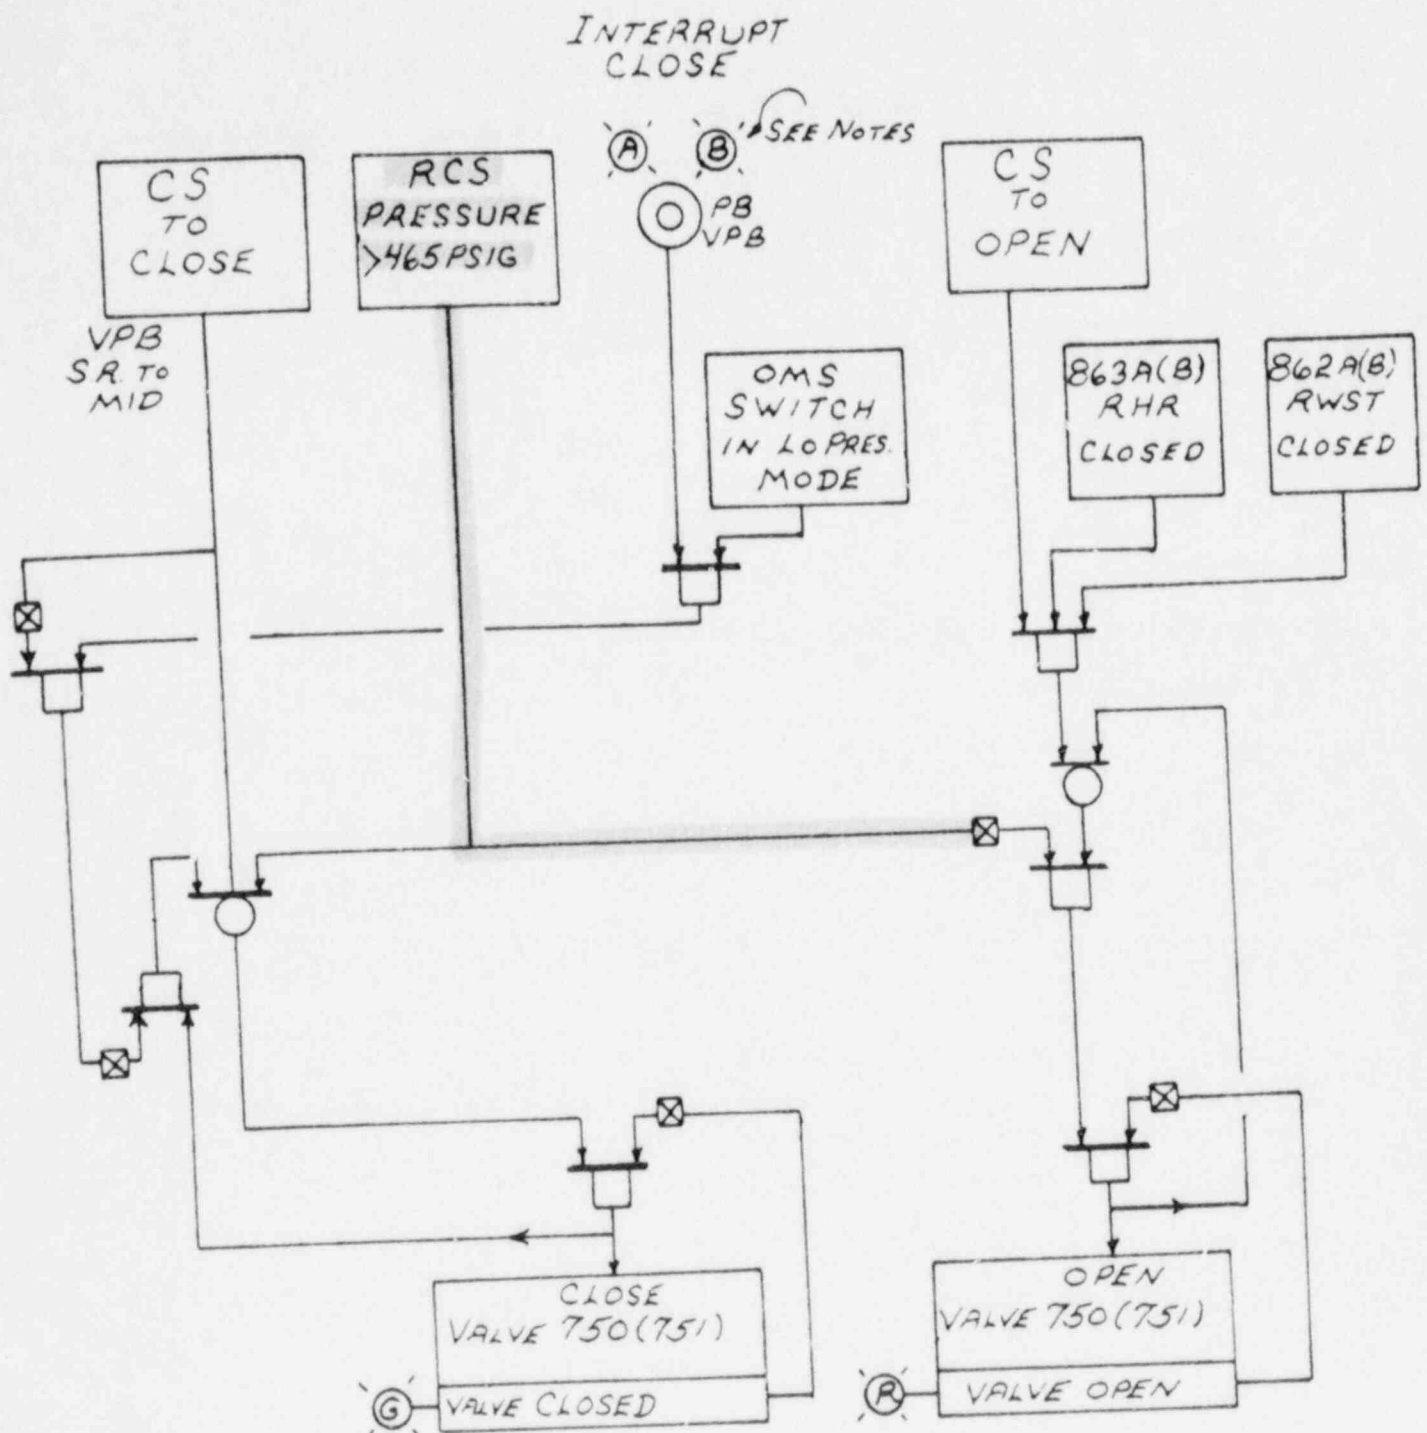 INTERRUPT
CLOSE
A
B
SEE NOTES
PB
VPB
CS
TO
CLOSE
VPB
S.R. TO
MID
RCS
PRESSURE
>465 PSIG
OMS
SWITCH
IN LO PRES.
MODE
CS
TO
OPEN
863A(B)
RHR
CLOSED
862A(B)
RWST
CLOSED
CLOSE
VALVE 750(751)
G
VALVE CLOSED
OPEN
VALVE 750(751)
R
VALVE OPEN